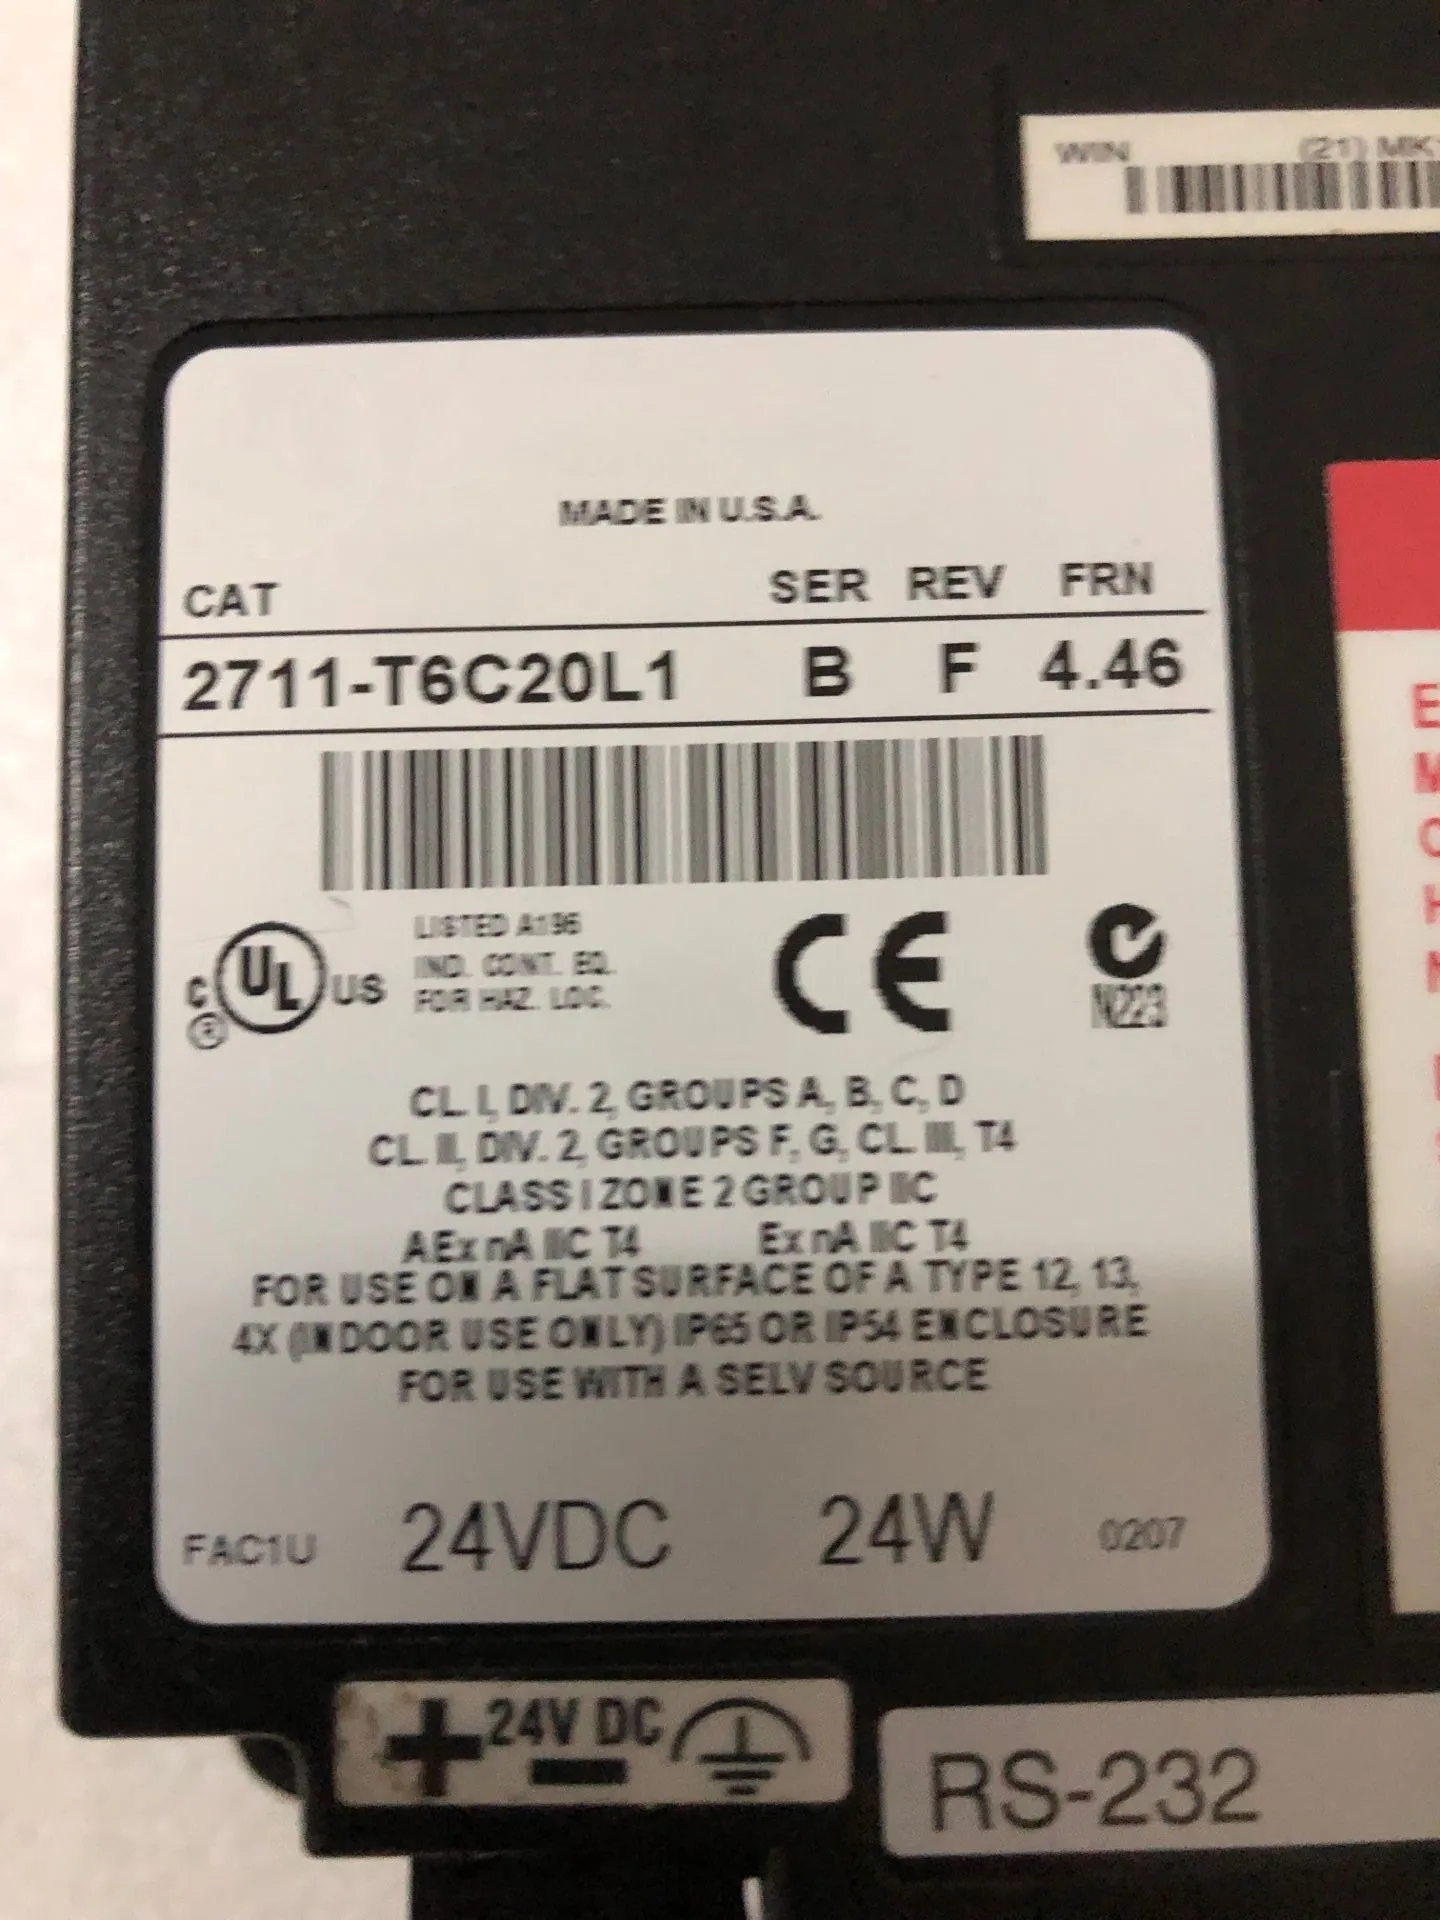 WIN (21) MK
MADE IN U.S.A.
CAT SER REV FRN
2711-T6C20L1 B F 4.46
C UL US
®
LISTED A196
IND. CONT. EQ.
FOR HAZ. LOC.
CE
N223
CL. I, DIV. 2, GROUPS A, B, C, D
CL. II, DIV. 2, GROUPS F, G, CL. III, T4
CLASS I ZONE 2 GROUP IIC
AEx nA IIC T4 Ex nA IIC T4
FOR USE ON A FLAT SURFACE OF A TYPE 12, 13,
4X (INDOOR USE ONLY) IP65 OR IP54 ENCLOSURE
FOR USE WITH A SELV SOURCE
FAC1U 24VDC 24W 0207
+ 24V DC -
RS-232